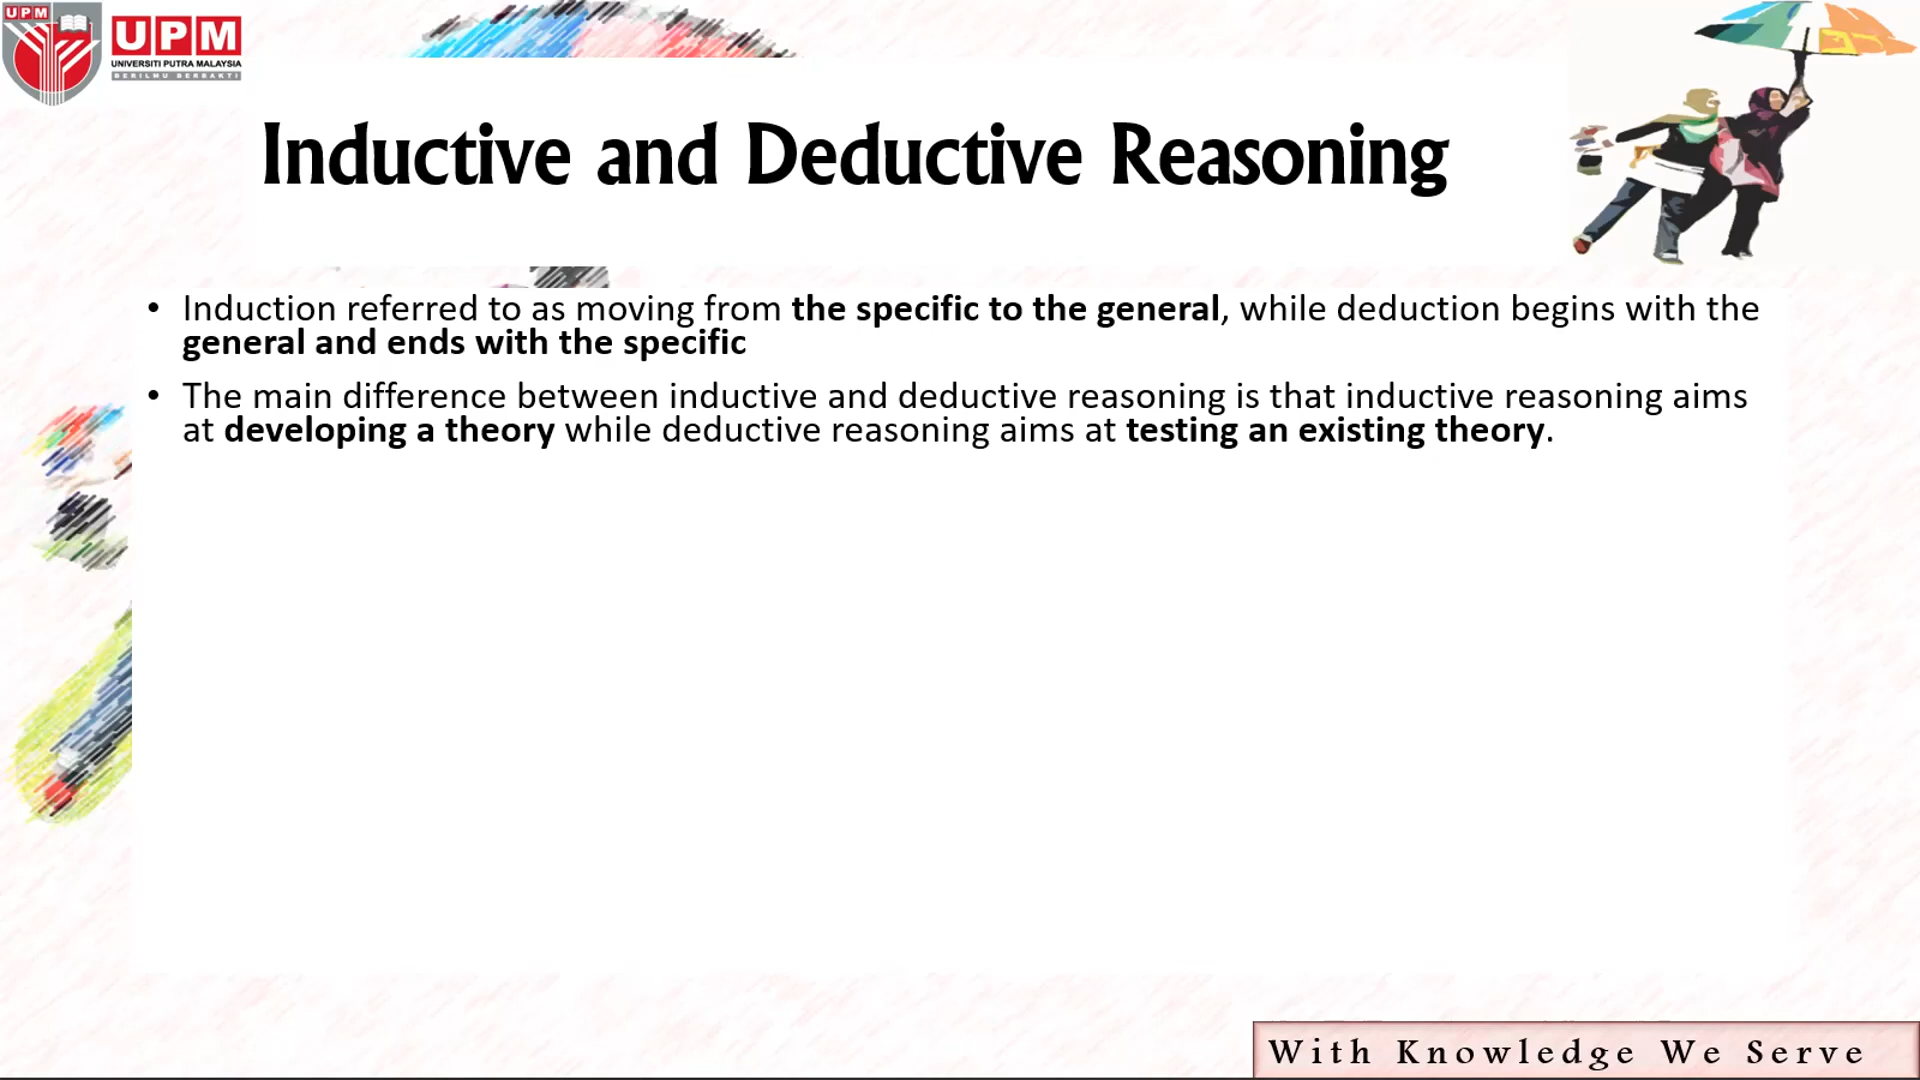 UPM
UPM
UNIVERSITI PUTRA MALAYSIA
BERILMU BERBAKTI
Inductive and Deductive Reasoning
• Induction referred to as moving from the specific to the general, while deduction begins with the
general and ends with the specific
• The main difference between inductive and deductive reasoning is that inductive reasoning aims
at developing a theory while deductive reasoning aims at testing an existing theory.
With Knowledge We Serve